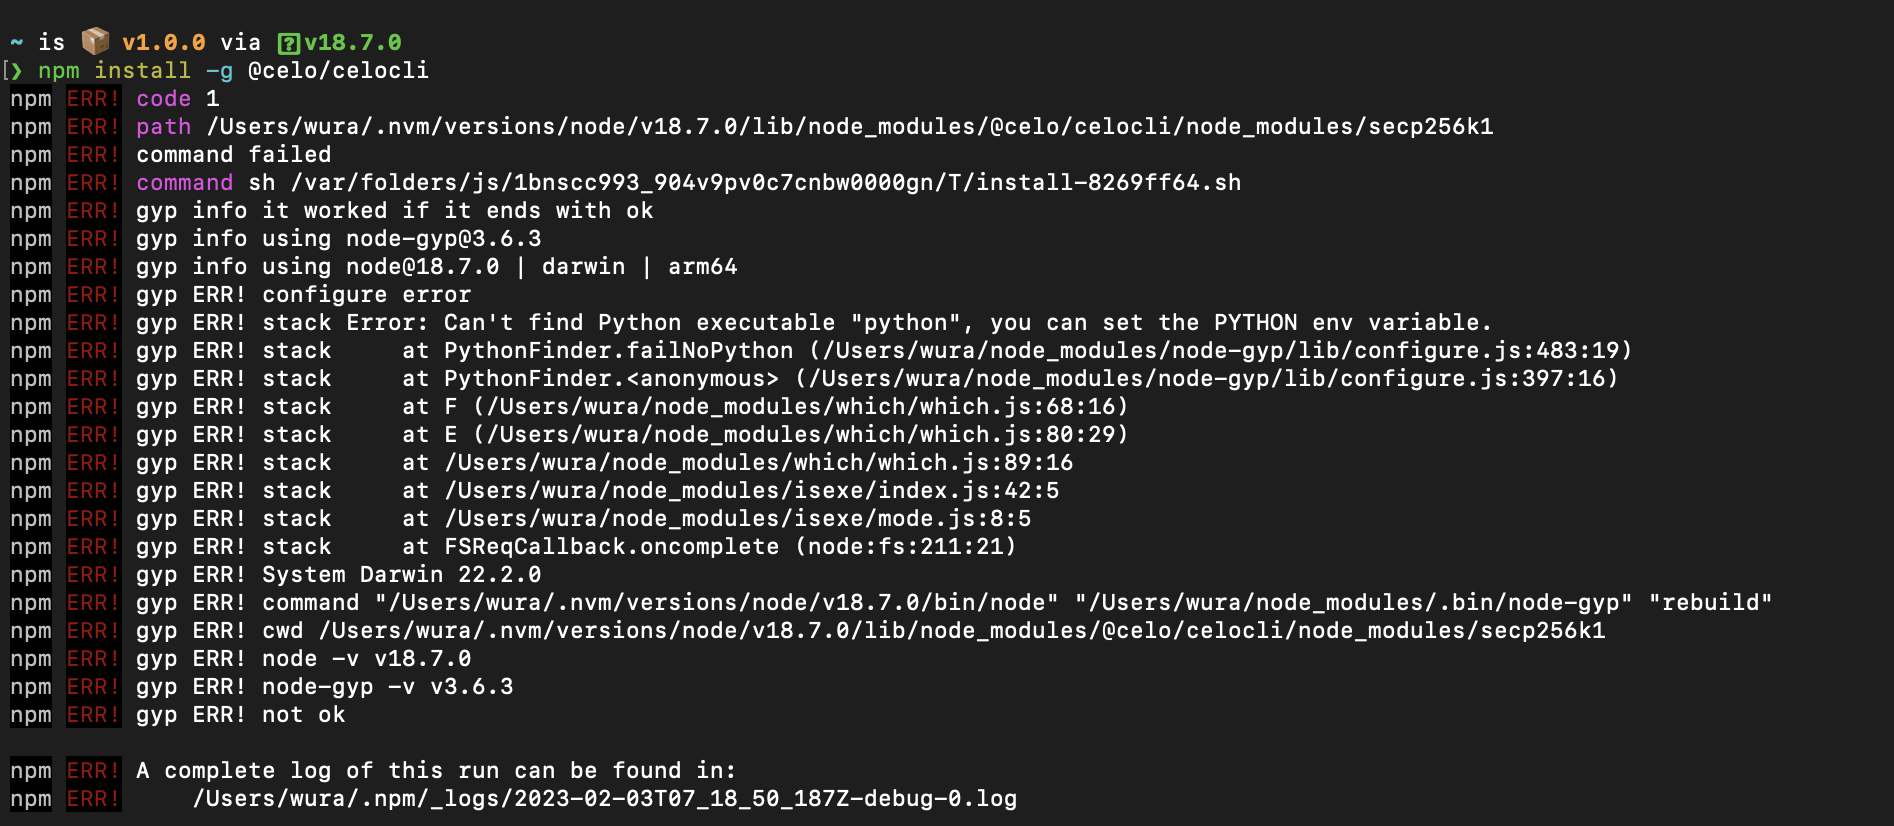 ~ is 📦 v1.0.0 via ⍰v18.7.0
[❯ npm install -g @celo/celocli
npm ERR! code 1
npm ERR! path /Users/wura/.nvm/versions/node/v18.7.0/lib/node_modules/@celo/celocli/node_modules/secp256k1
npm ERR! command failed
npm ERR! command sh /var/folders/js/1bnscc993_904v9pv0c7cnbw0000gn/T/install-8269ff64.sh
npm ERR! gyp info it worked if it ends with ok
npm ERR! gyp info using node-gyp@3.6.3
npm ERR! gyp info using node@18.7.0 | darwin | arm64
npm ERR! gyp ERR! configure error
npm ERR! gyp ERR! stack Error: Can't find Python executable "python", you can set the PYTHON env variable.
npm ERR! gyp ERR! stack     at PythonFinder.failNoPython (/Users/wura/node_modules/node-gyp/lib/configure.js:483:19)
npm ERR! gyp ERR! stack     at PythonFinder.<anonymous> (/Users/wura/node_modules/node-gyp/lib/configure.js:397:16)
npm ERR! gyp ERR! stack     at F (/Users/wura/node_modules/which/which.js:68:16)
npm ERR! gyp ERR! stack     at E (/Users/wura/node_modules/which/which.js:80:29)
npm ERR! gyp ERR! stack     at /Users/wura/node_modules/which/which.js:89:16
npm ERR! gyp ERR! stack     at /Users/wura/node_modules/isexe/index.js:42:5
npm ERR! gyp ERR! stack     at /Users/wura/node_modules/isexe/mode.js:8:5
npm ERR! gyp ERR! stack     at FSReqCallback.oncomplete (node:fs:211:21)
npm ERR! gyp ERR! System Darwin 22.2.0
npm ERR! gyp ERR! command "/Users/wura/.nvm/versions/node/v18.7.0/bin/node" "/Users/wura/node_modules/.bin/node-gyp" "rebuild"
npm ERR! gyp ERR! cwd /Users/wura/.nvm/versions/node/v18.7.0/lib/node_modules/@celo/celocli/node_modules/secp256k1
npm ERR! gyp ERR! node -v v18.7.0
npm ERR! gyp ERR! node-gyp -v v3.6.3
npm ERR! gyp ERR! not ok
npm ERR! A complete log of this run can be found in:
npm ERR!     /Users/wura/.npm/_logs/2023-02-03T07_18_50_187Z-debug-0.log